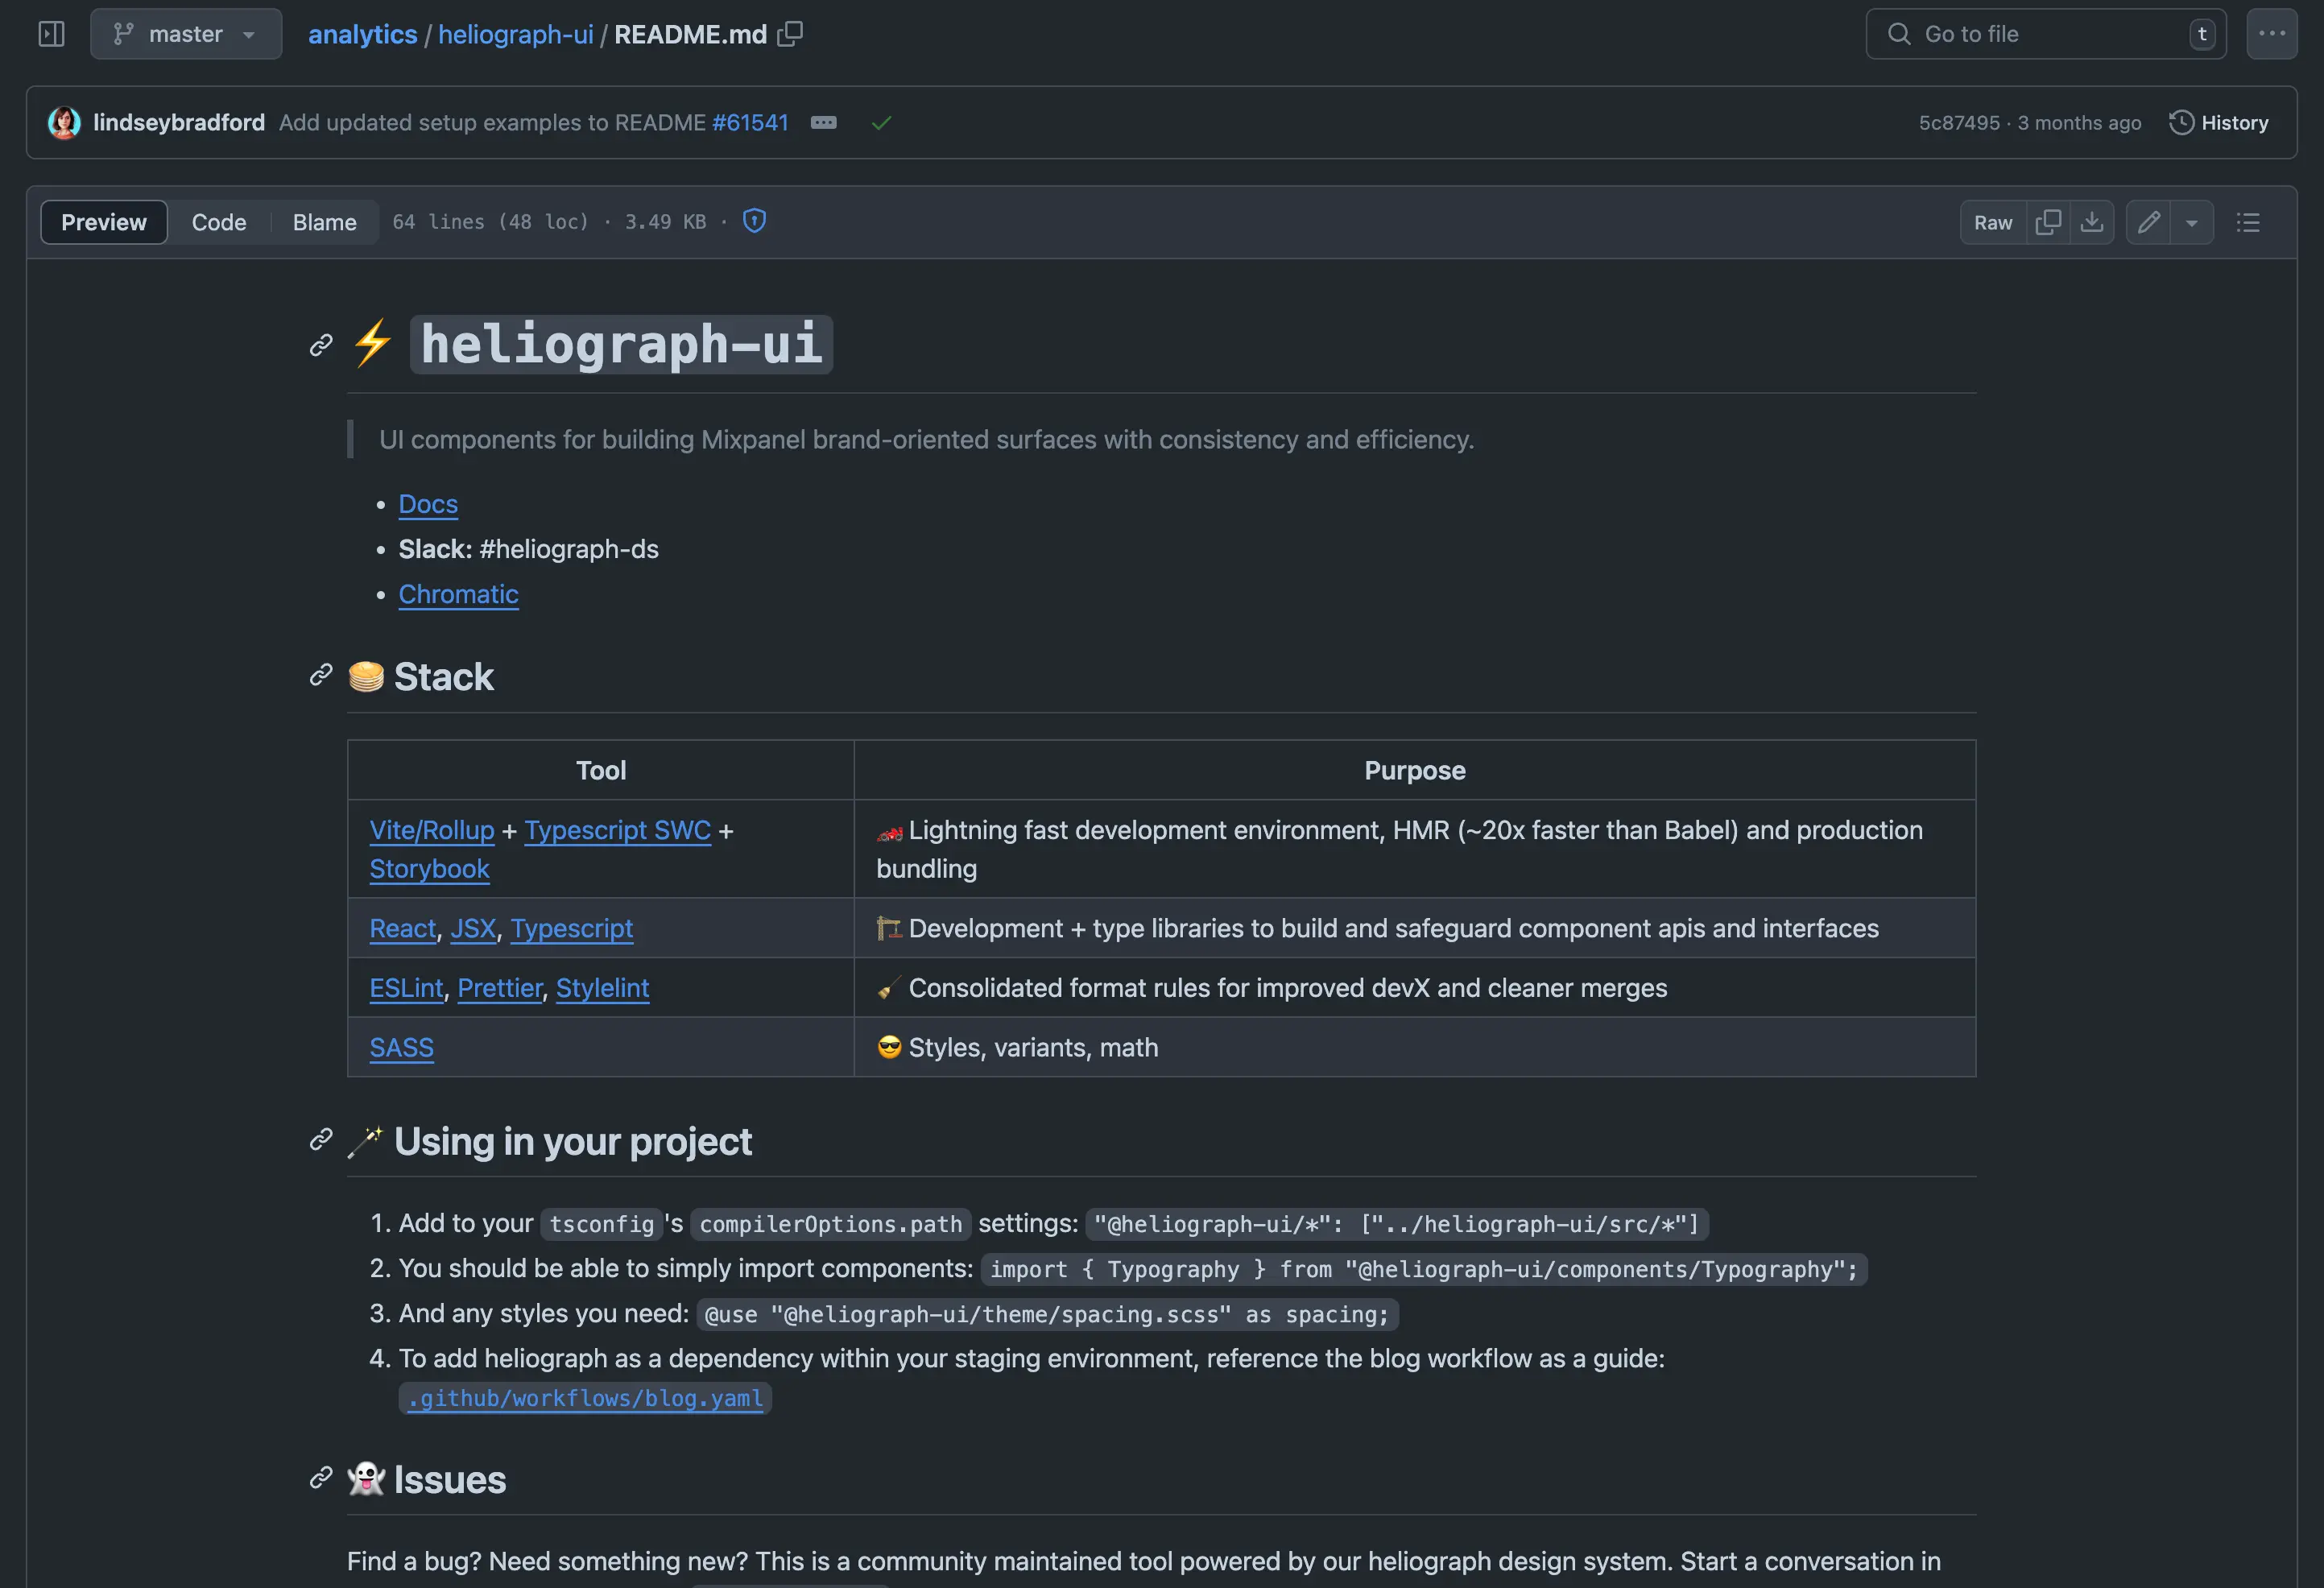 master analytics / heliograph-ui / README.md Go to file t
lindseybradford Add updated setup examples to README #61541 5c87495 · 3 months ago History
Preview Code Blame 64 lines (48 loc) · 3.49 KB · Raw
⚡ heliograph-ui
UI components for building Mixpanel brand-oriented surfaces with consistency and efficiency.
• Docs
• Slack: #heliograph-ds
• Chromatic
🥞 Stack
Tool Purpose
Vite/Rollup + Typescript SWC + 🏎️ Lightning fast development environment, HMR (~20x faster than Babel) and production
Storybook bundling
React, JSX, Typescript 🏗️ Development + type libraries to build and safeguard component apis and interfaces
ESLint, Prettier, Stylelint 🧹 Consolidated format rules for improved devX and cleaner merges
SASS 😎 Styles, variants, math
🪄 Using in your project
1. Add to your tsconfig's compilerOptions.path settings: "@heliograph-ui/*": ["../heliograph-ui/src/*"]
2. You should be able to simply import components: import { Typography } from "@heliograph-ui/components/Typography";
3. And any styles you need: @use "@heliograph-ui/theme/spacing.scss" as spacing;
4. To add heliograph as a dependency within your staging environment, reference the blog workflow as a guide:
.github/workflows/blog.yaml
👻 Issues
Find a bug? Need something new? This is a community maintained tool powered by our heliograph design system. Start a conversation in